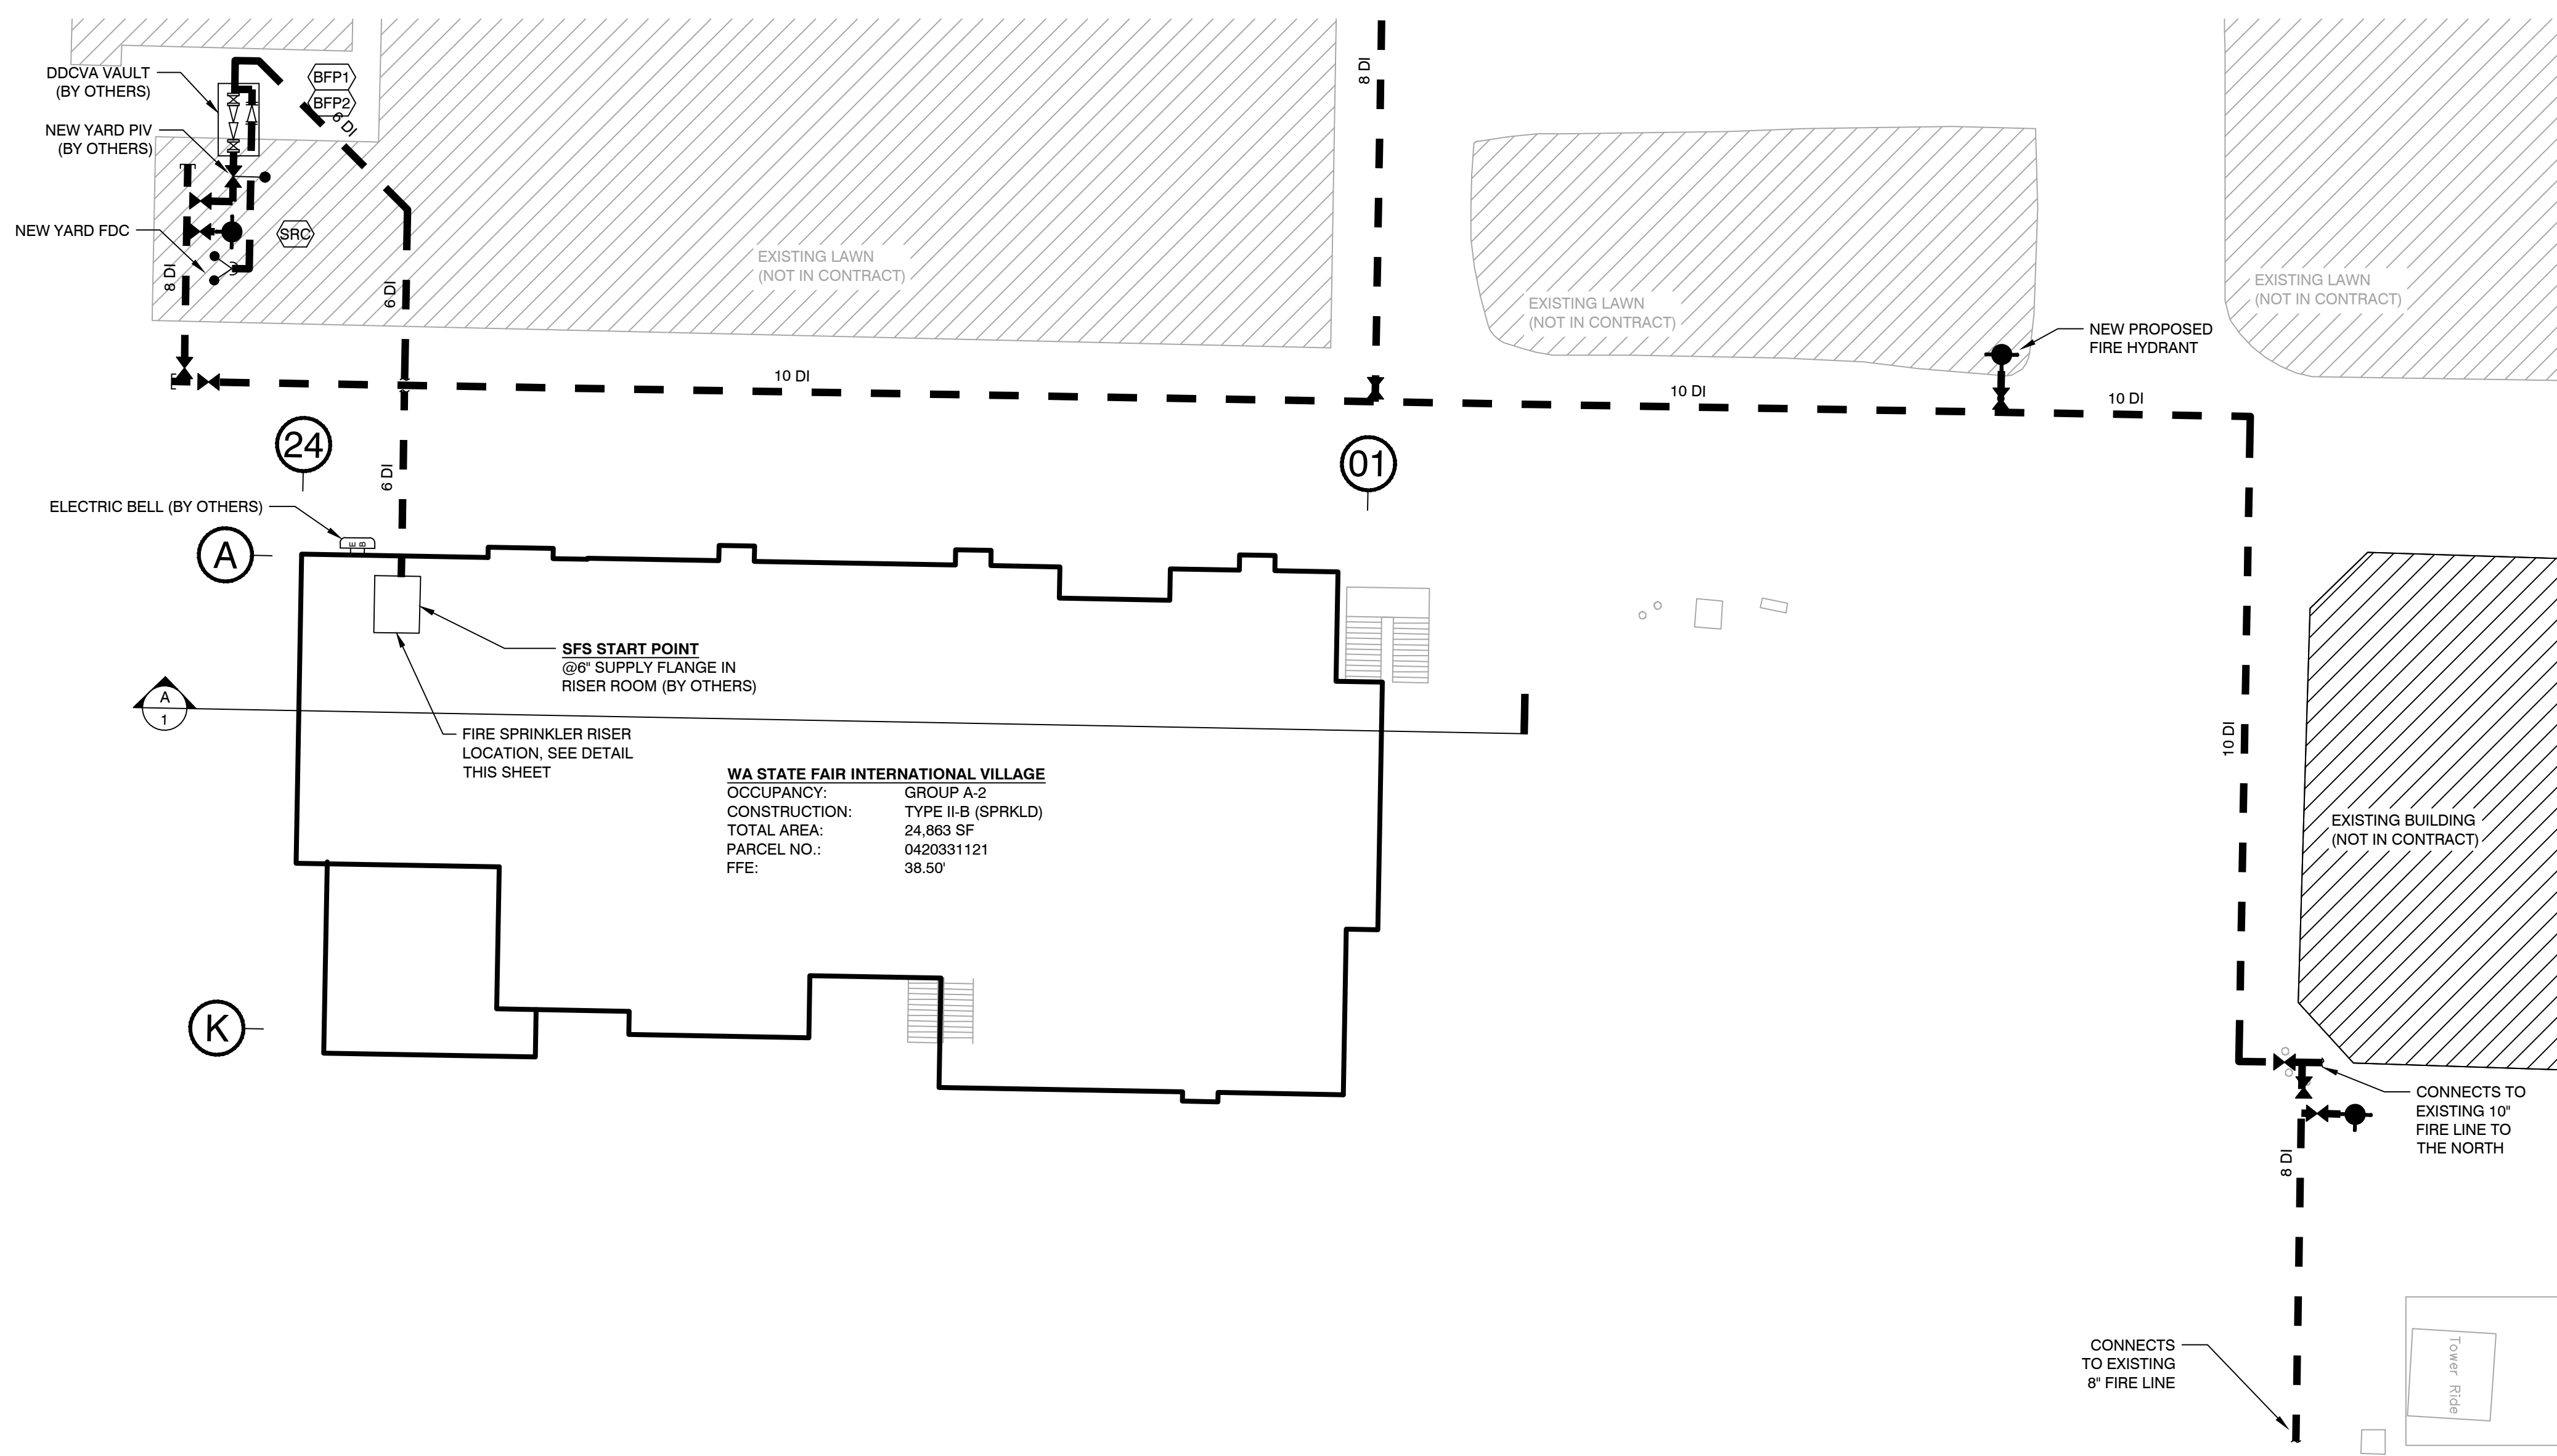 DDCVA VAULT
(BY OTHERS)
BFP1
BFP2
6 DI
NEW YARD PIV
(BY OTHERS)
NEW YARD FDC
SRC
8 DI
6 DI
8 DI
EXISTING LAWN
(NOT IN CONTRACT)
EXISTING LAWN
(NOT IN CONTRACT)
EXISTING LAWN
(NOT IN CONTRACT)
NEW PROPOSED
FIRE HYDRANT
10 DI
10 DI
10 DI
24
01
6 DI
ELECTRIC BELL (BY OTHERS)
E B
A
SFS START POINT
@6" SUPPLY FLANGE IN
RISER ROOM (BY OTHERS)
A
1
FIRE SPRINKLER RISER
LOCATION, SEE DETAIL
THIS SHEET
WA STATE FAIR INTERNATIONAL VILLAGE
OCCUPANCY: GROUP A-2
CONSTRUCTION: TYPE II-B (SPRKLD)
TOTAL AREA: 24,863 SF
PARCEL NO.: 0420331121
FFE: 38.50'
10 DI
EXISTING BUILDING
(NOT IN CONTRACT)
K
CONNECTS TO
EXISTING 10"
FIRE LINE TO
THE NORTH
8 DI
CONNECTS
TO EXISTING
8" FIRE LINE
Tower Ride